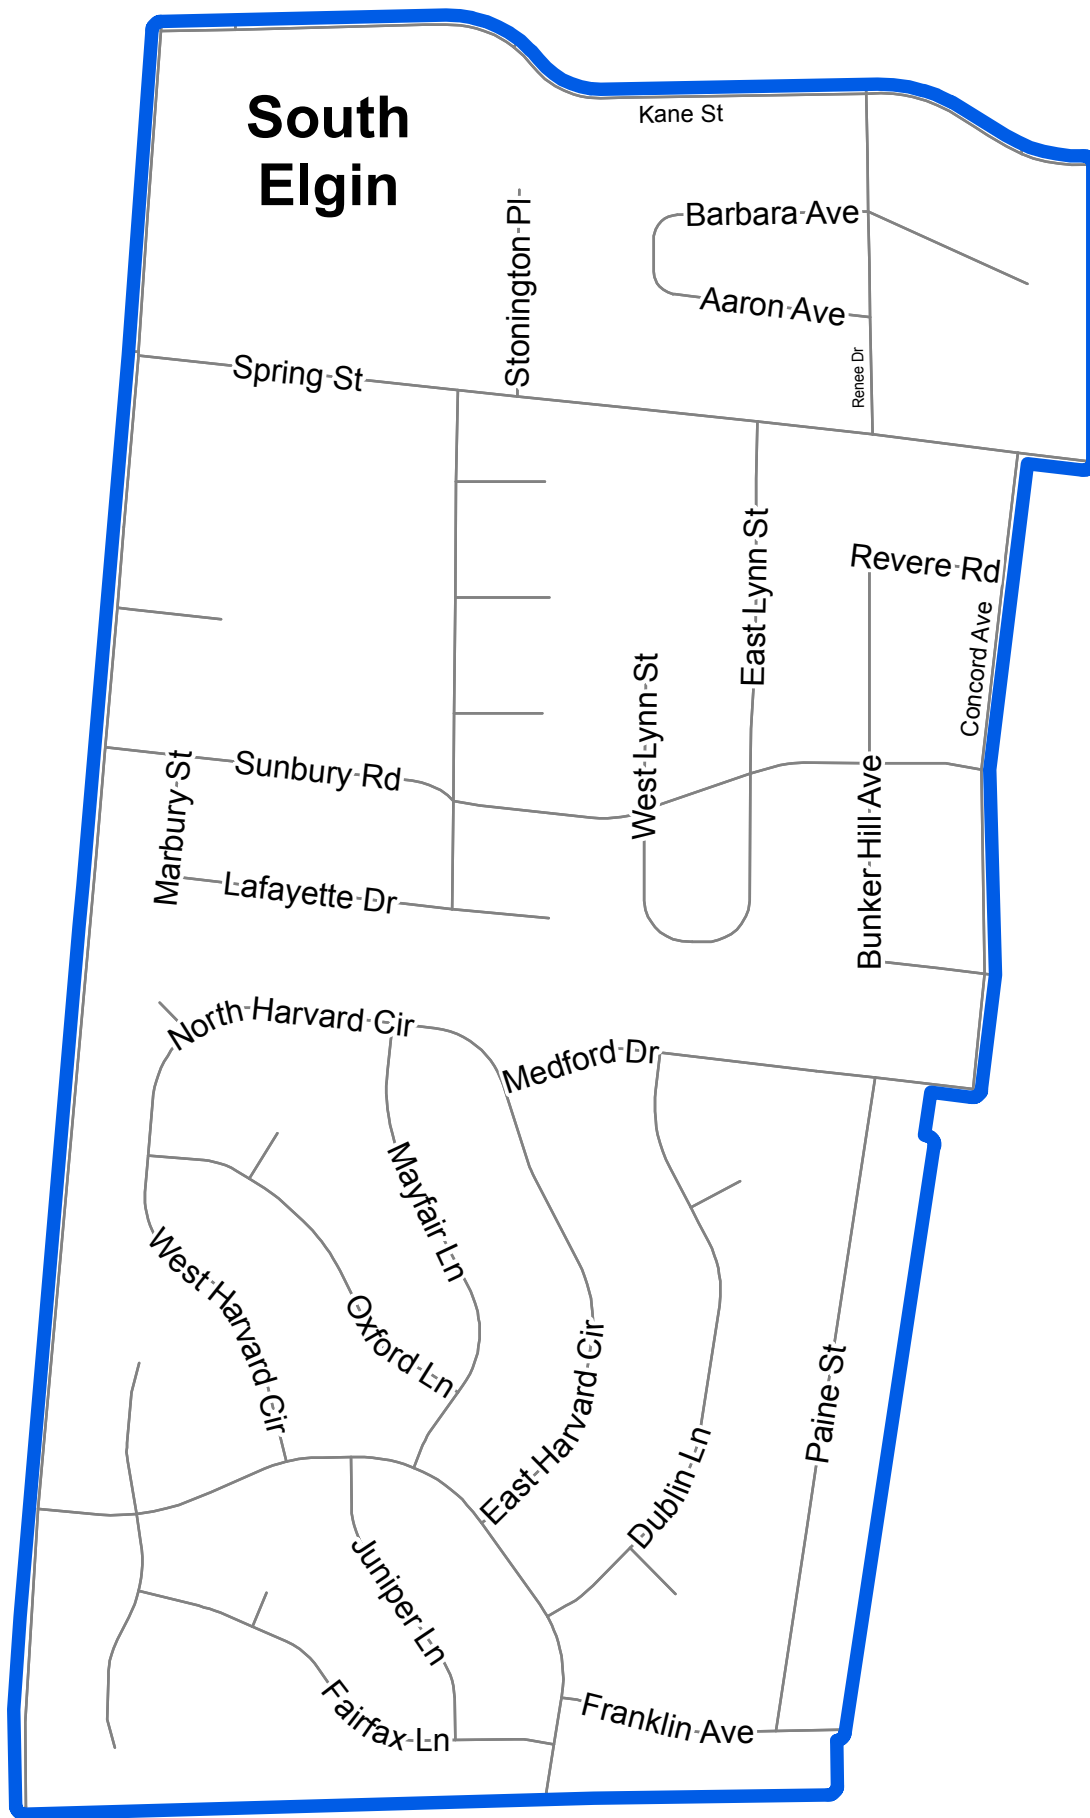 South
Elgin
Kane St
Barbara Ave
Stonington Pl
Aaron Ave
Renee Dr
Spring St
East Lynn St
Revere Rd
Concord Ave
West Lynn St
Marbury St
Sunbury Rd
Bunker Hill Ave
Lafayette Dr
North Harvard Cir
Medford Dr
Mayfair Ln
West Harvard Cir
Oxford Ln
East Harvard Cir
Paine St
Dublin Ln
Juniper Ln
Fairfax Ln
Franklin Ave